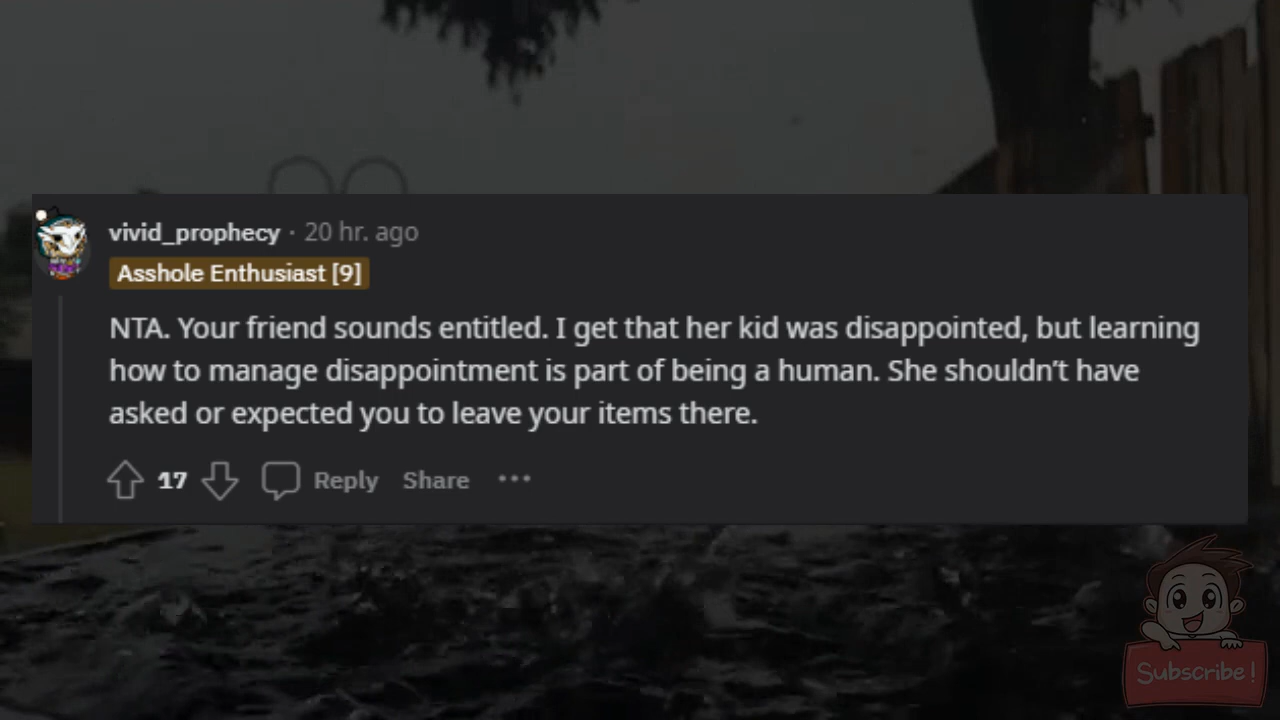 vivid_prophecy · 20 hr. ago
Asshole Enthusiast [9]
NTA. Your friend sounds entitled. I get that her kid was disappointed, but learning
how to manage disappointment is part of being a human. She shouldn’t have
asked or expected you to leave your items there.
17 Reply Share ···
Subscribe!